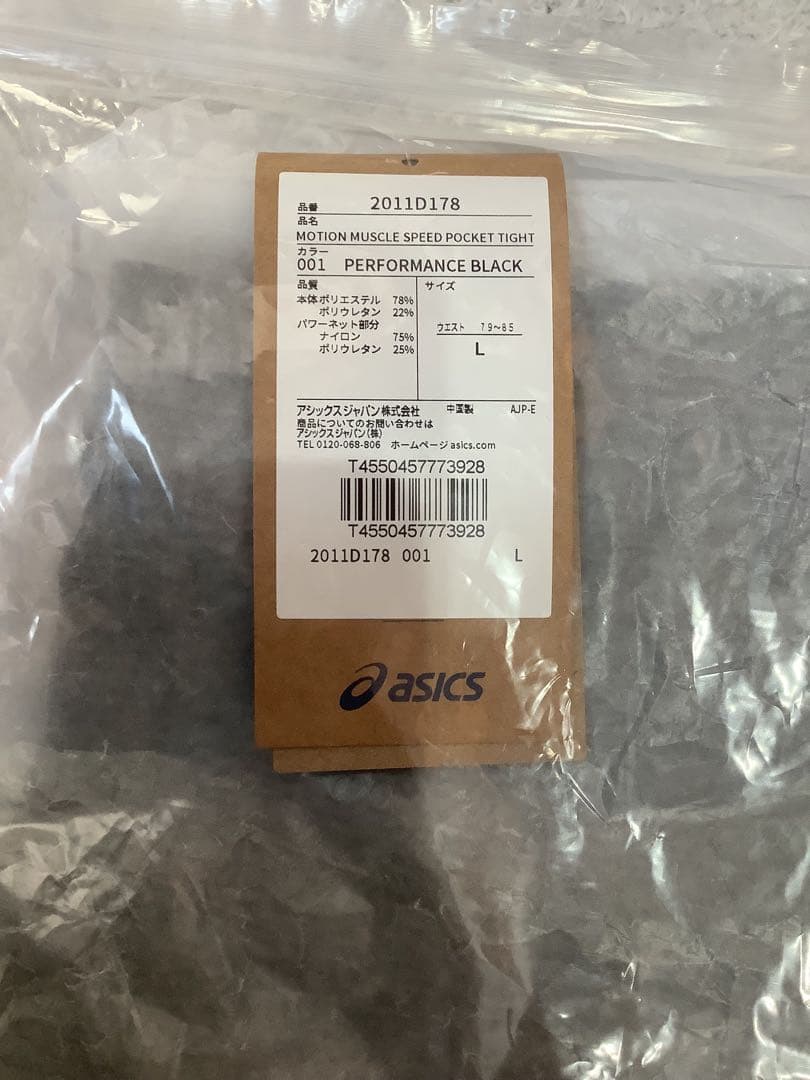 品番 2011D178
品名
MOTION MUSCLE SPEED POCKET TIGHT
カラー
001 PERFORMANCE BLACK
品質
本体ポリエステル 78%
ポリウレタン 22%
パワーネット部分
ナイロン 75%
ポリウレタン 25%
サイズ
ウエスト 79~85
L
アシックスジャパン株式会社 中国製 AJP-E
商品についてのお問い合わせは
アシックスジャパン(株)
TEL 0120-068-806 ホームページ asics.com
T4550457773928
T4550457773928
2011D178 001 L
asics